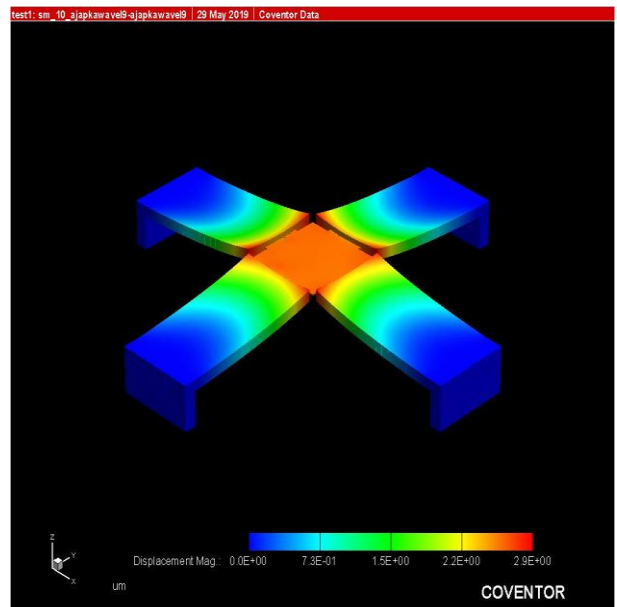 test1: sm_10_ajapkawavel9-ajapkawavel9 | 29 May 2019 | Coventor Data
Z
Y
X
Displacement Mag.: 0.0E+00 7.3E-01 1.5E+00 2.2E+00 2.9E+00
um
COVENTOR